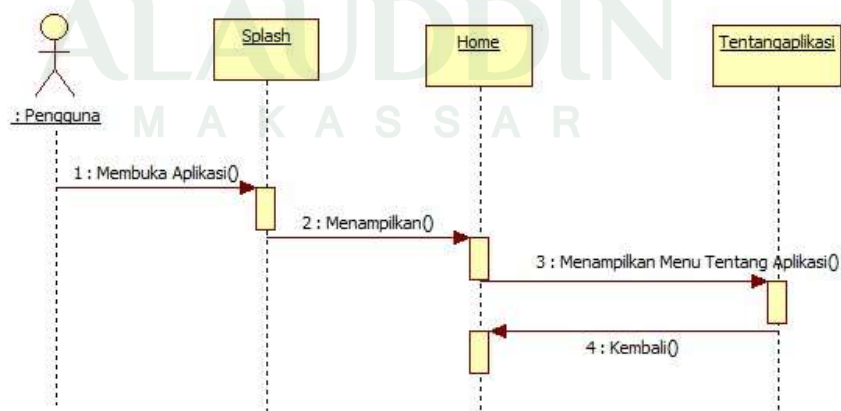 ALAUDDIN
MAKASSAR
Splash
Home
Tentangaplikasi
: Pengguna
1 : Membuka Aplikasi()
2 : Menampilkan()
3 : Menampilkan Menu Tentang Aplikasi()
4 : Kembali()